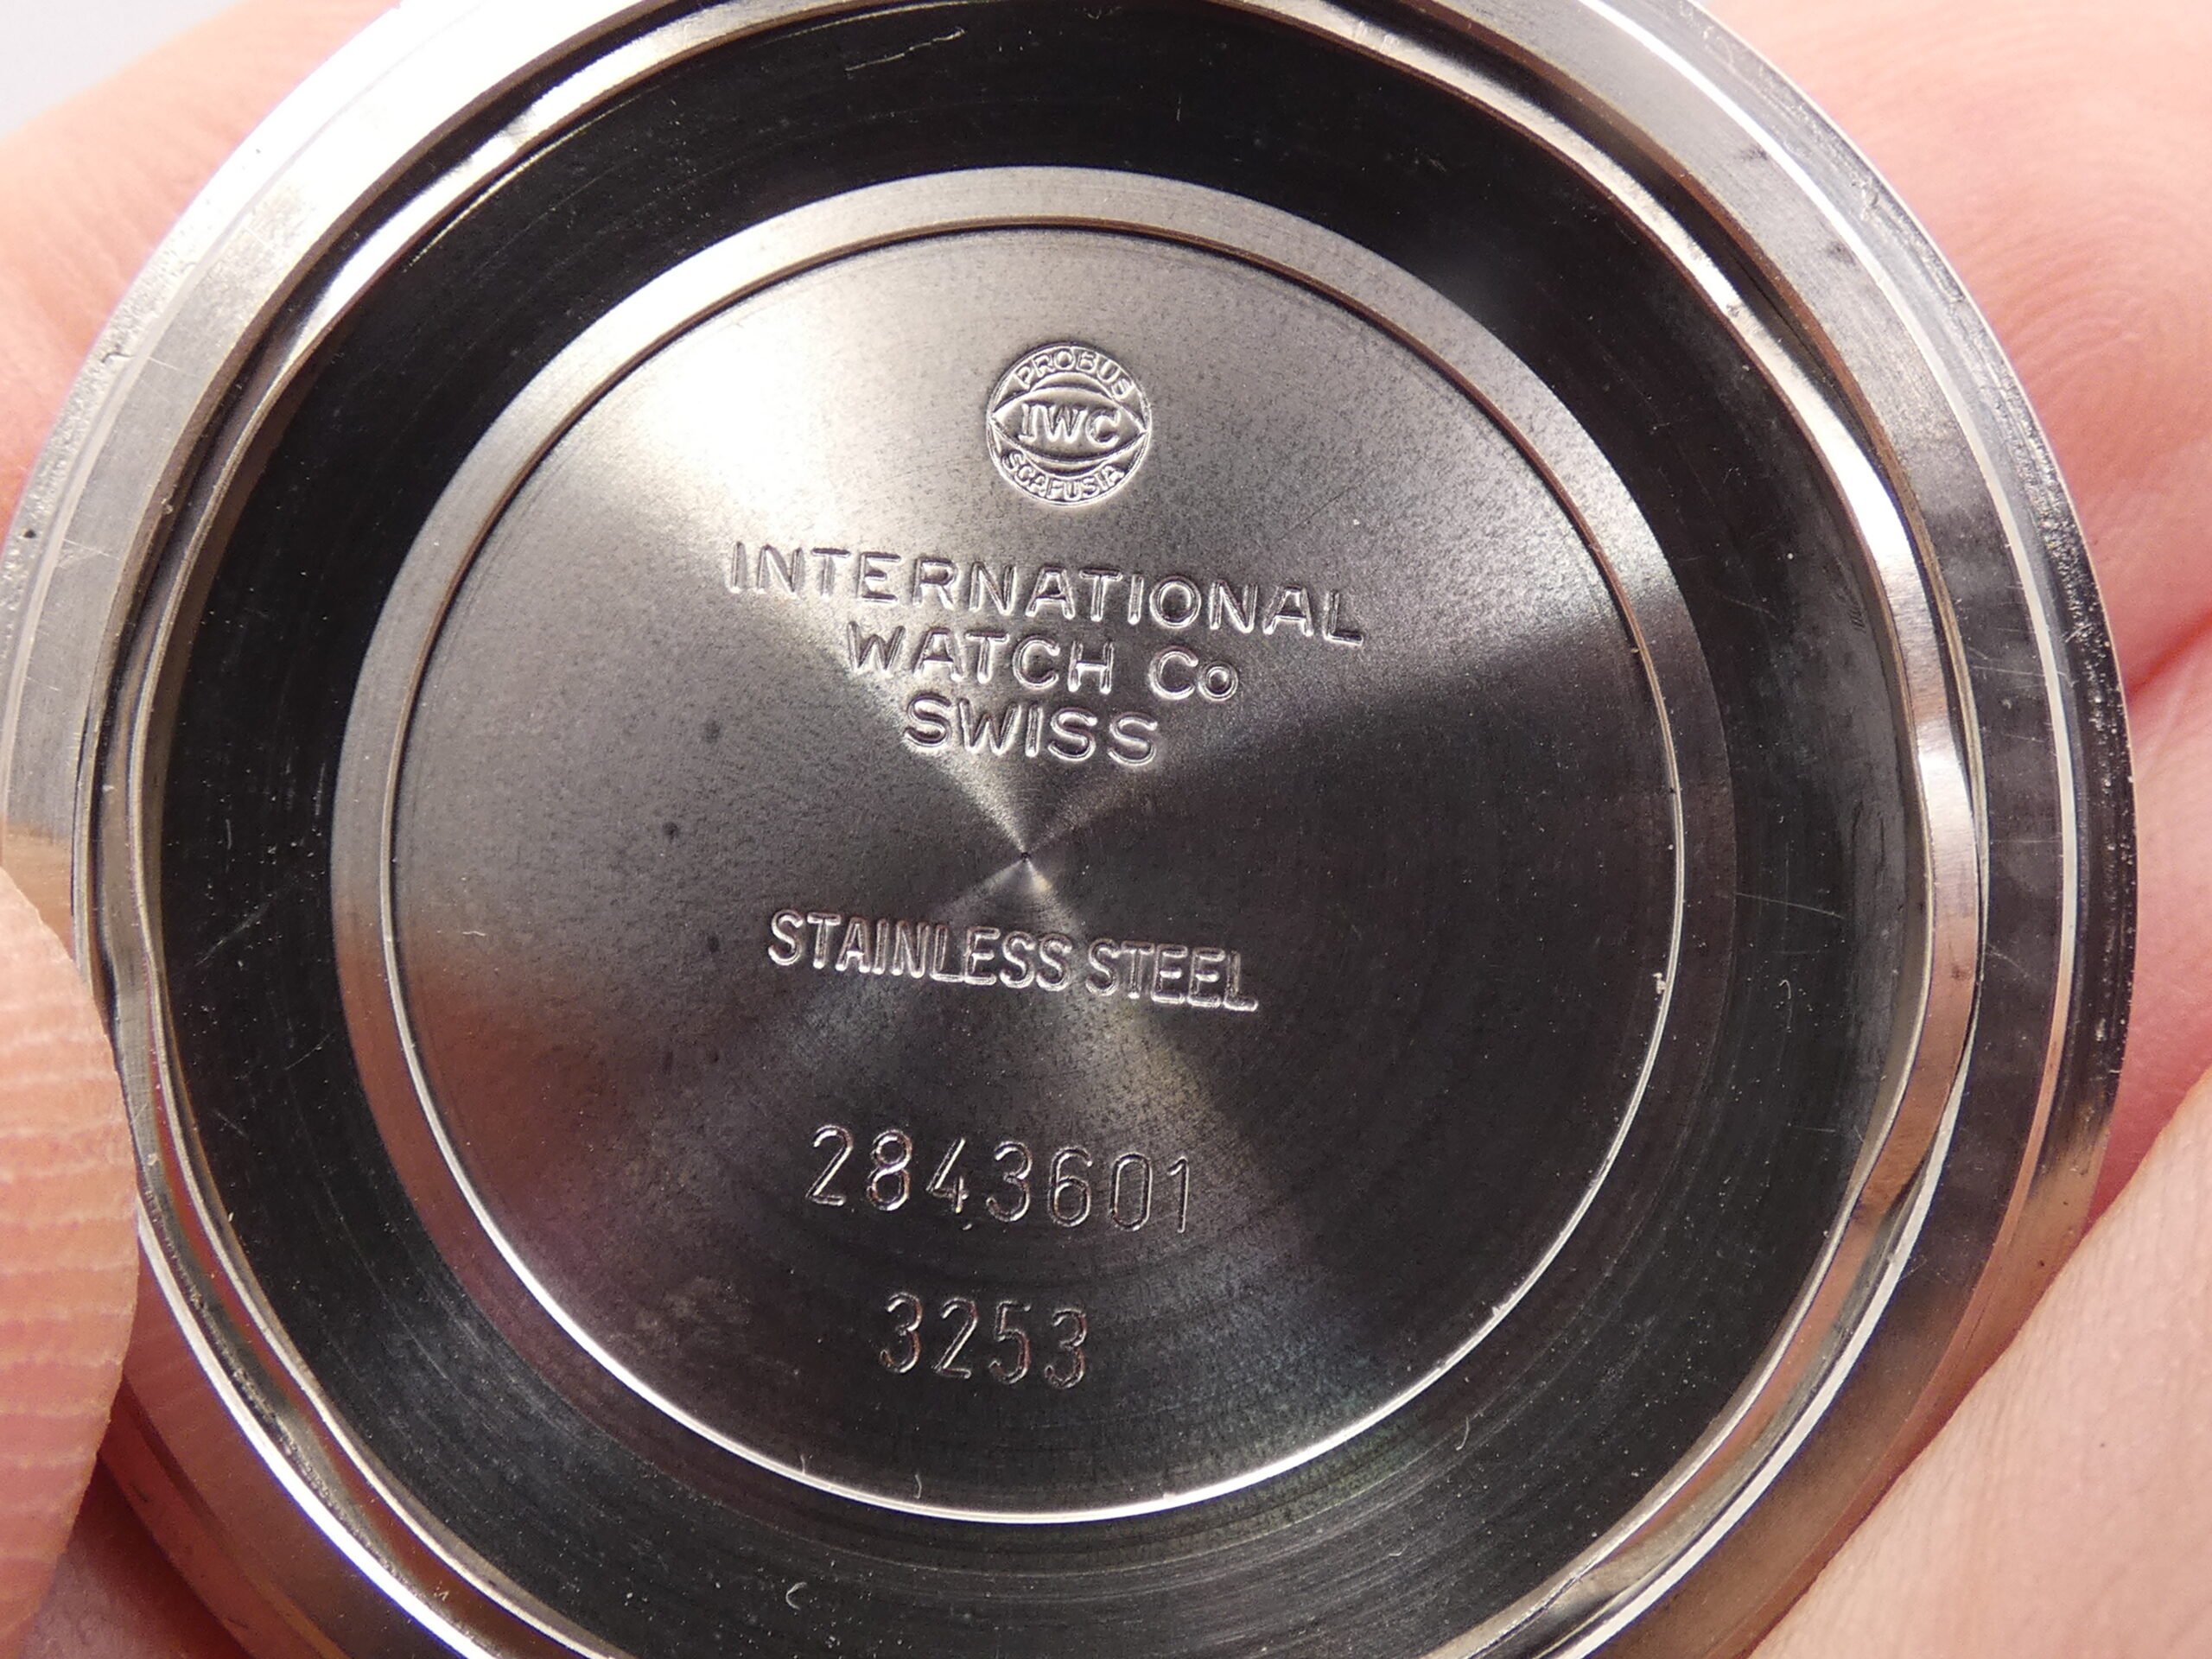 PROBUS
IWC
SCAFUSIA
INTERNATIONAL
WATCH Co
SWISS
STAINLESS STEEL
2843601
3253